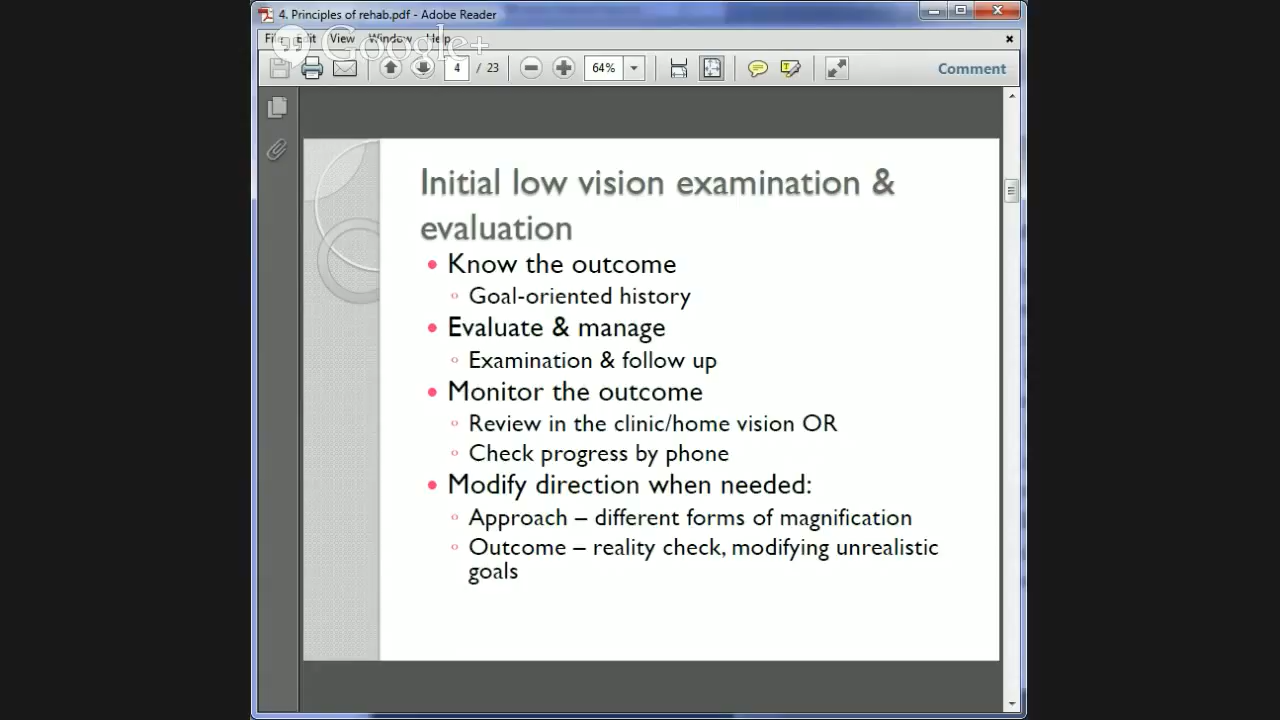 4. Principles of rehab.pdf - Adobe Reader
File Edit View Window Help
Google+
4 / 23
64%
Comment
Initial low vision examination &
evaluation
Know the outcome
Goal-oriented history
Evaluate & manage
Examination & follow up
Monitor the outcome
Review in the clinic/home vision OR
Check progress by phone
Modify direction when needed:
Approach – different forms of magnification
Outcome – reality check, modifying unrealistic
goals